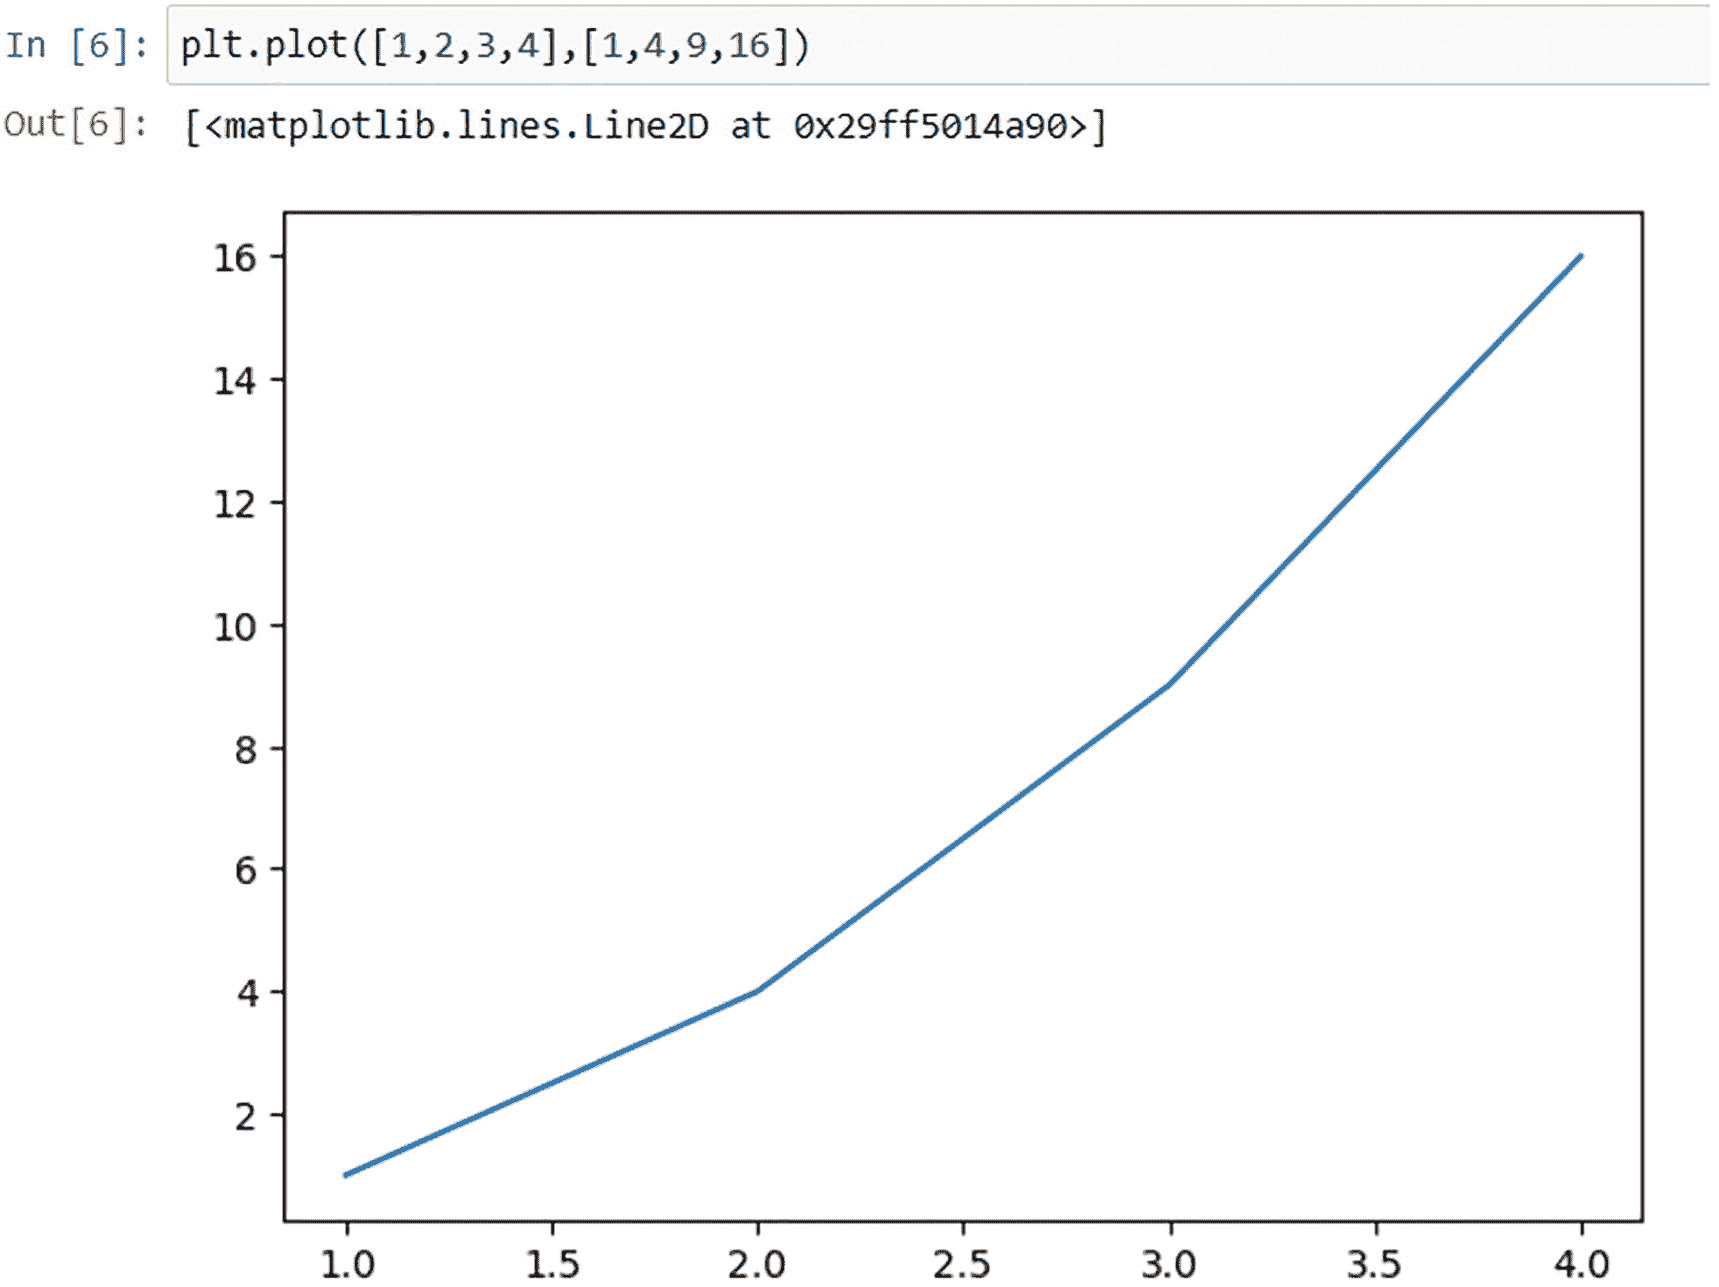 In [6]: plt.plot([1,2,3,4],[1,4,9,16])
Out[6]: [<matplotlib.lines.Line2D at 0x29ff5014a90>]
16
14
12
10
8
6
4
2
1.0 1.5 2.0 2.5 3.0 3.5 4.0